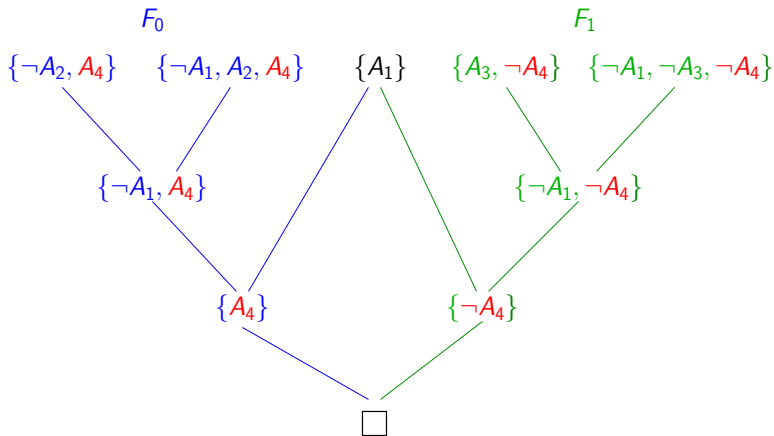 F₀ F₁
{¬A₂, A₄} {¬A₁, A₂, A₄} {A₁} {A₃, ¬A₄} {¬A₁, ¬A₃, ¬A₄}
{¬A₁, A₄} {¬A₁, ¬A₄}
{A₄} {¬A₄}
□